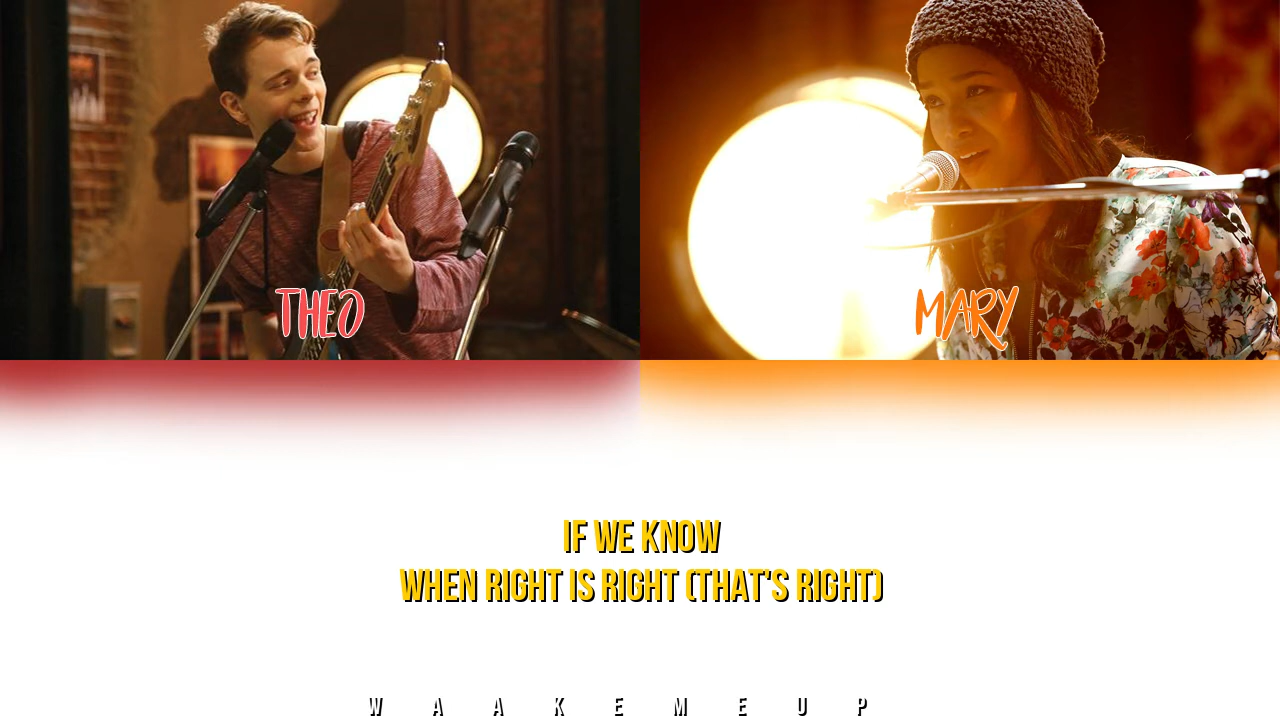 THEO
MARY
IF WE KNOW
WHEN RIGHT IS RIGHT (THAT'S RIGHT)
W A A K E M E U P